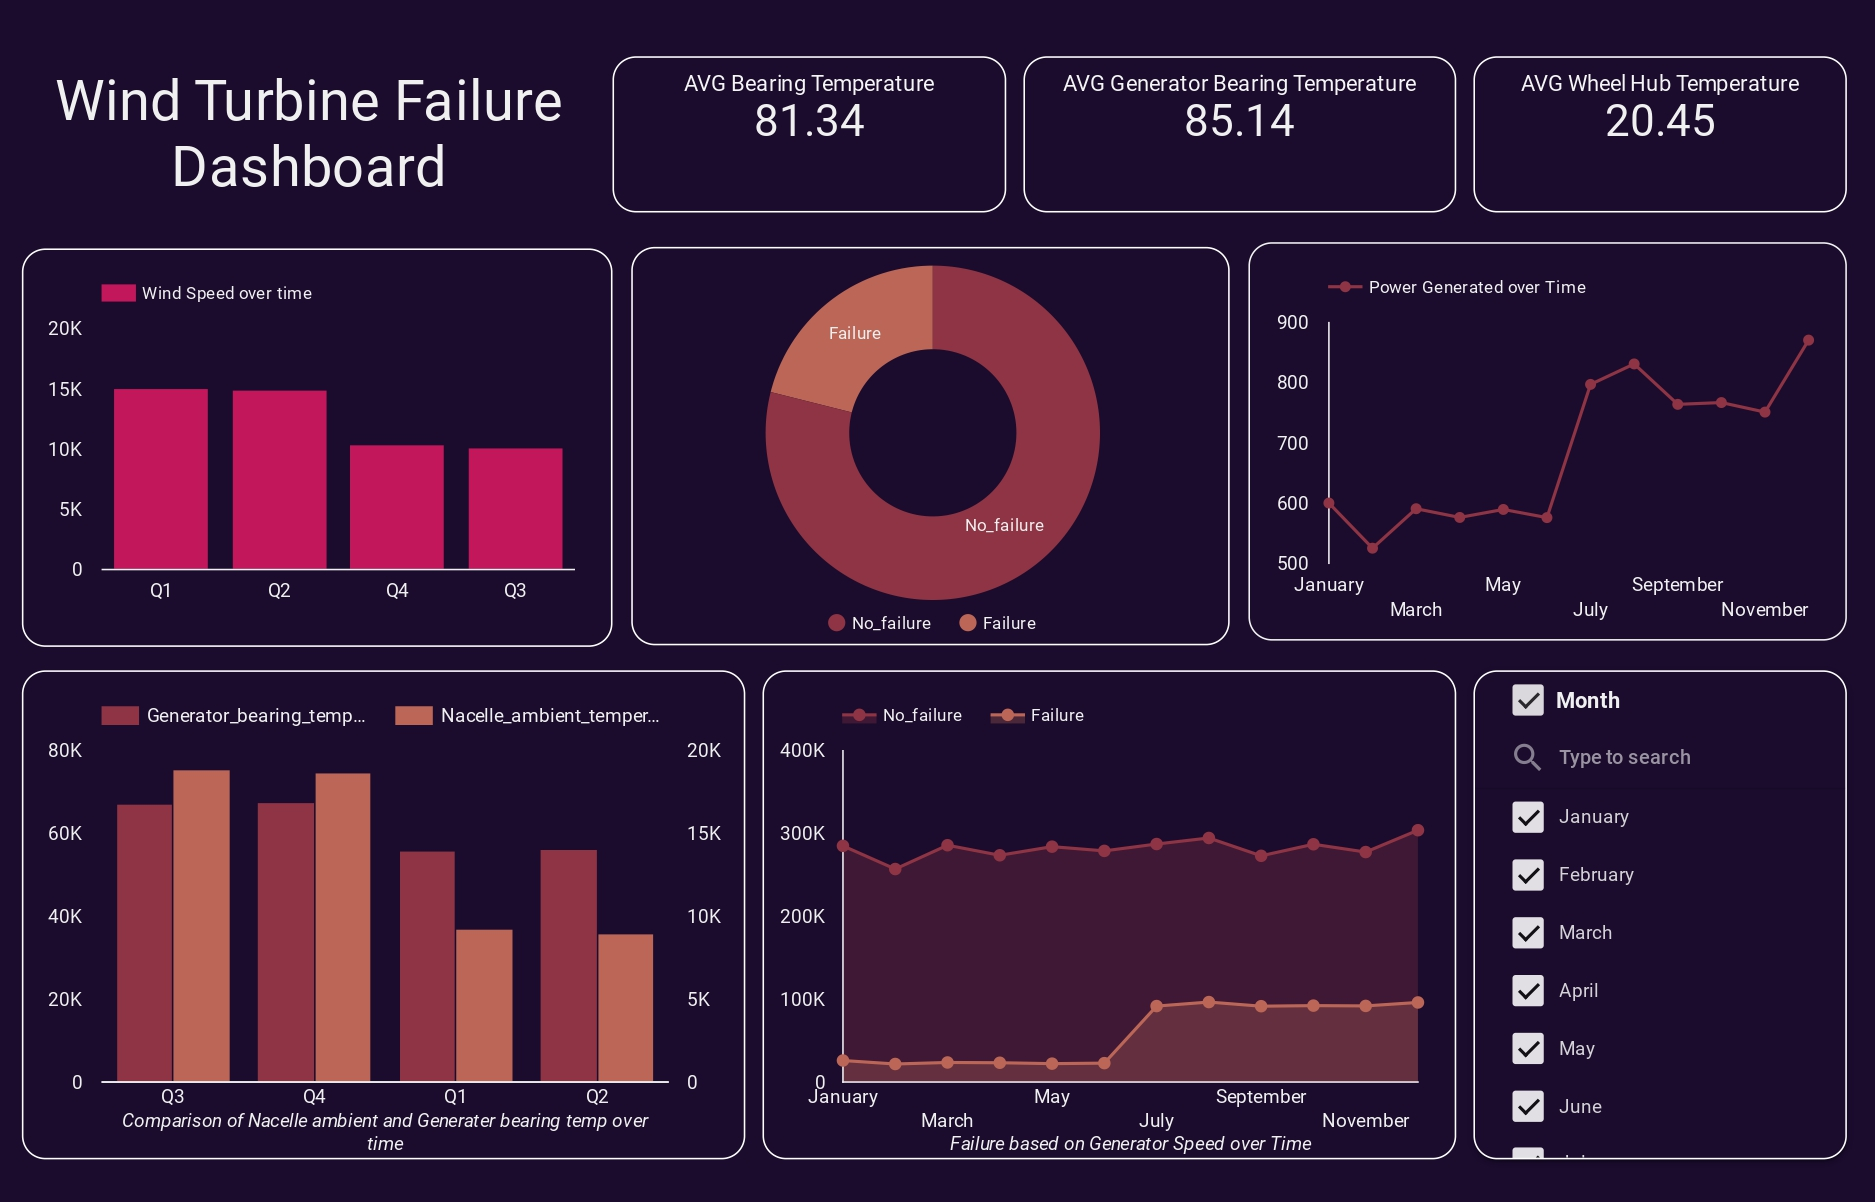 Wind Turbine Failure
Dashboard
AVG Bearing Temperature
81.34
AVG Generator Bearing Temperature
85.14
AVG Wheel Hub Temperature
20.45
Wind Speed over time
20K
15K
10K
5K
0
Q1 Q2 Q4 Q3
Failure
No_failure
No_failure Failure
Power Generated over Time
900
800
700
600
500
January May September
March July November
Generator_bearing_temp... Nacelle_ambient_temper...
80K 20K
60K 15K
40K 10K
20K 5K
0 0
Q3 Q4 Q1 Q2
Comparison of Nacelle ambient and Generater bearing temp over
time
No_failure Failure
400K
300K
200K
100K
0
January May September
March July November
Failure based on Generator Speed over Time
Month
Type to search
January
February
March
April
May
June